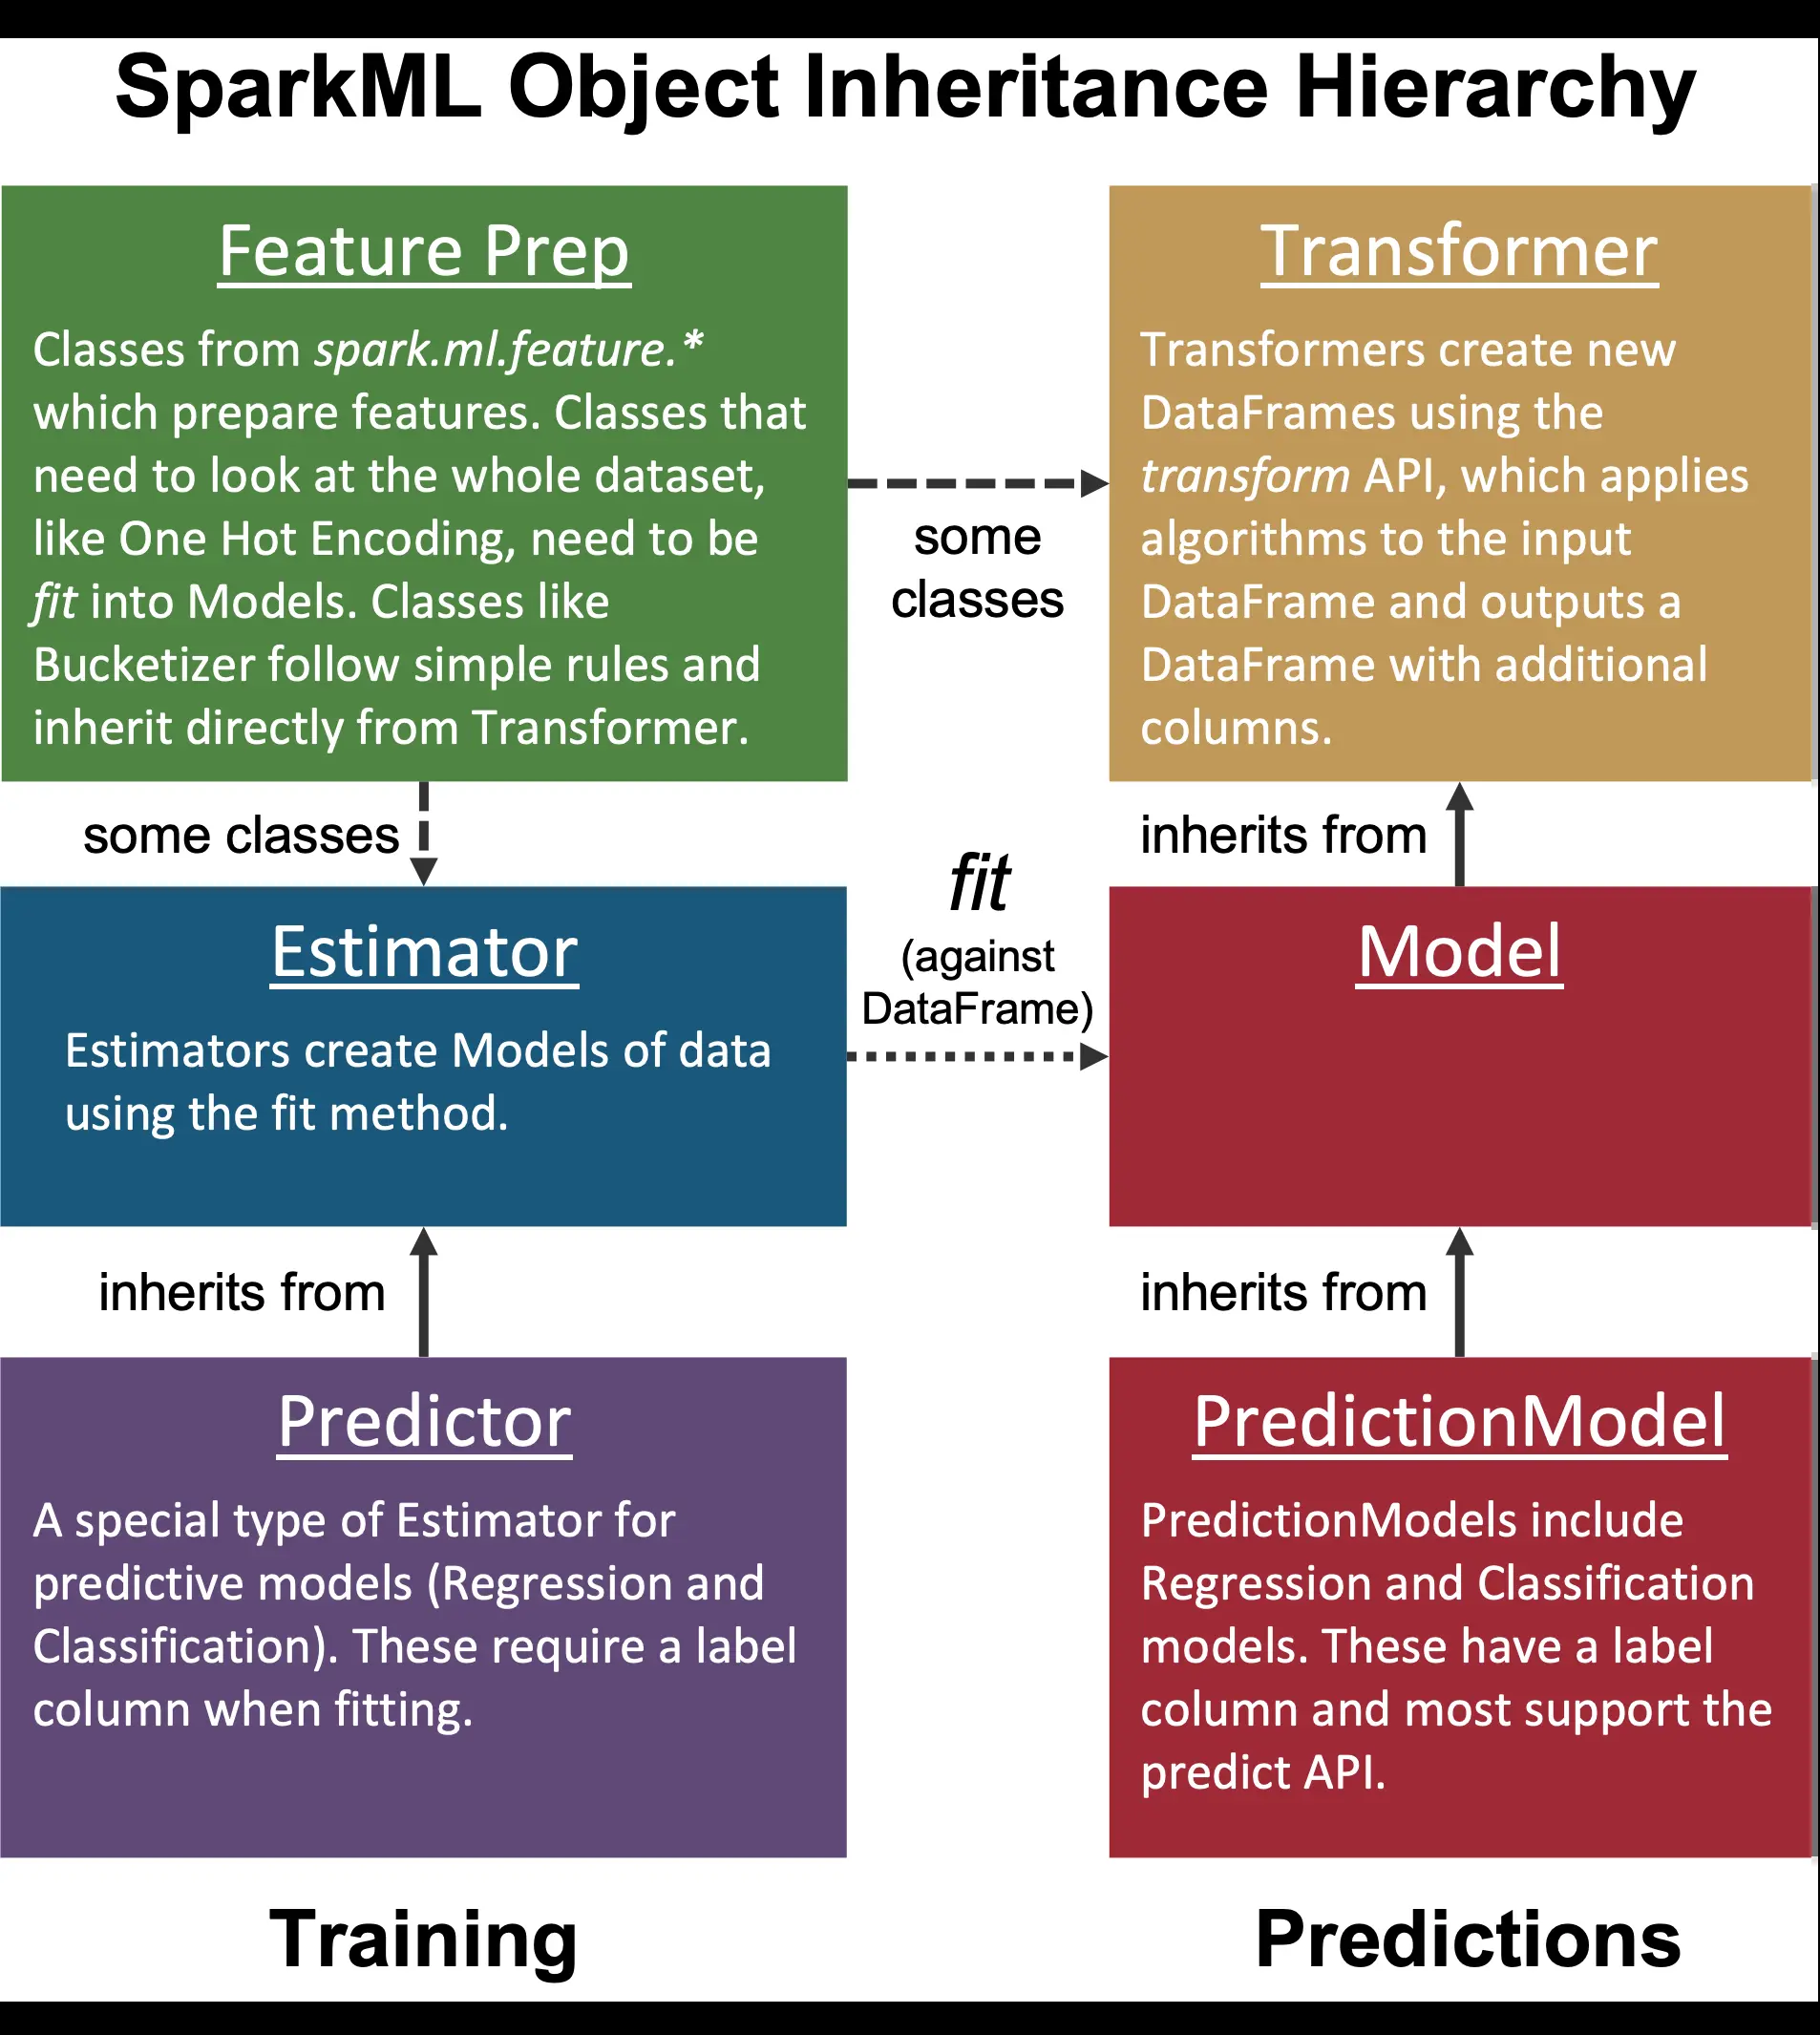 SparkML Object Inheritance Hierarchy
Feature Prep
Classes from spark.ml.feature.*
which prepare features. Classes that
need to look at the whole dataset,
like One Hot Encoding, need to be
fit into Models. Classes like
Bucketizer follow simple rules and
inherit directly from Transformer.
some
classes
Transformer
Transformers create new
DataFrames using the
transform API, which applies
algorithms to the input
DataFrame and outputs a
DataFrame with additional
columns.
some classes
inherits from
Estimator
Estimators create Models of data
using the fit method.
fit
(against
DataFrame)
Model
inherits from
inherits from
Predictor
A special type of Estimator for
predictive models (Regression and
Classification). These require a label
column when fitting.
PredictionModel
PredictionModels include
Regression and Classification
models. These have a label
column and most support the
predict API.
Training
Predictions